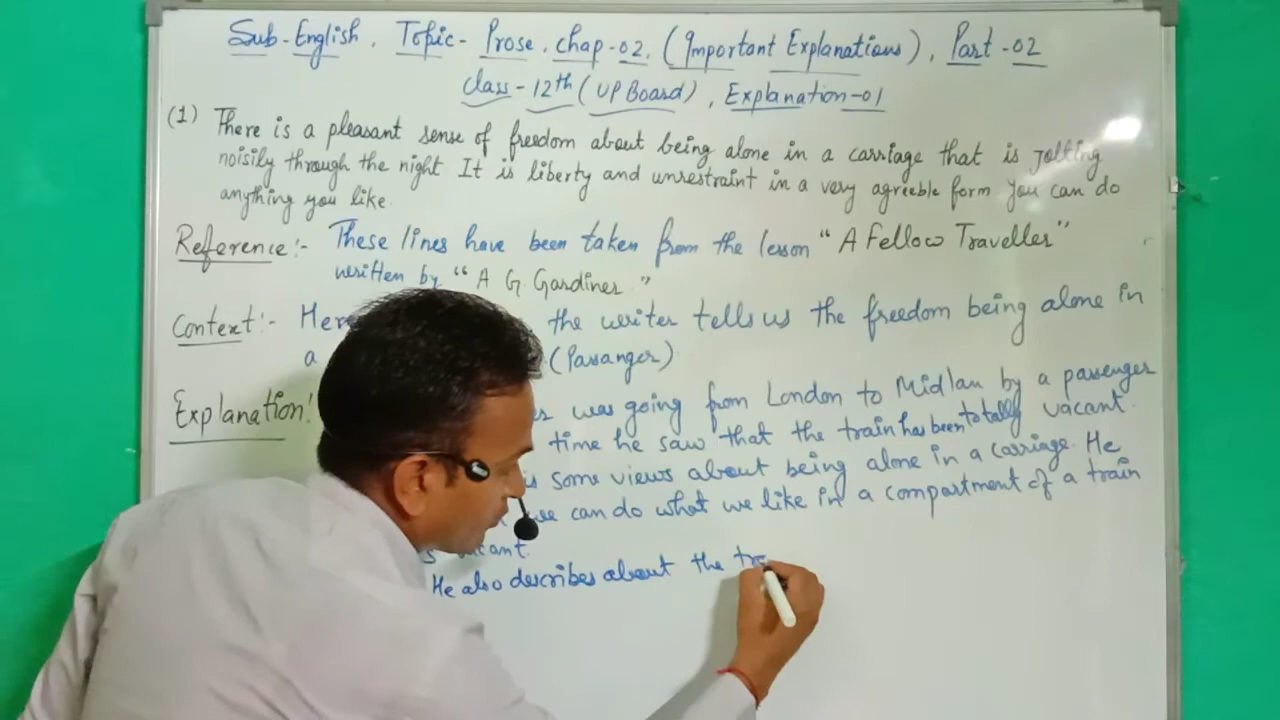 Sub-English, Topic- Prose, chap-02, (Important Explanations), Part-02
Class-12th (UP Board), Explanation-01
(1) There is a pleasant sense of freedom about being alone in a carriage that is jolting
noisily through the night It is liberty and unrestraint in a very agreeable form you can do
anything you like.
Reference:- These lines have been taken from the lesson "A Fellow Traveller"
written by "A G. Gardiner."
Context:- Here the writer tells us the freedom being alone in
a (Passanger)
Explanation: was going from London to Midlan by a passenger
time he saw that the train has been totally vacant.
some views about being alone in a carriage. He
we can do what we like in a compartment of a train
vacant.
He also describes about the tra